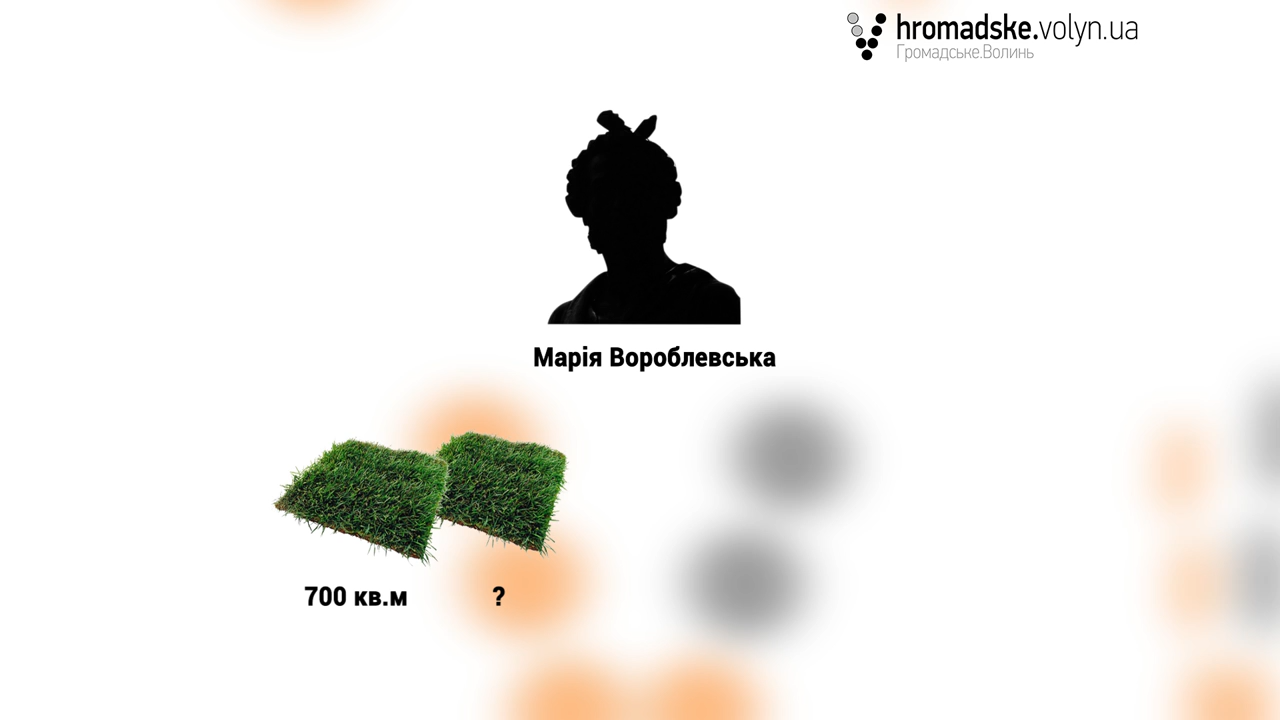 hromadske.volyn.ua
Громадське.Волинь
Марія Вороблевська
700 кв.м
?